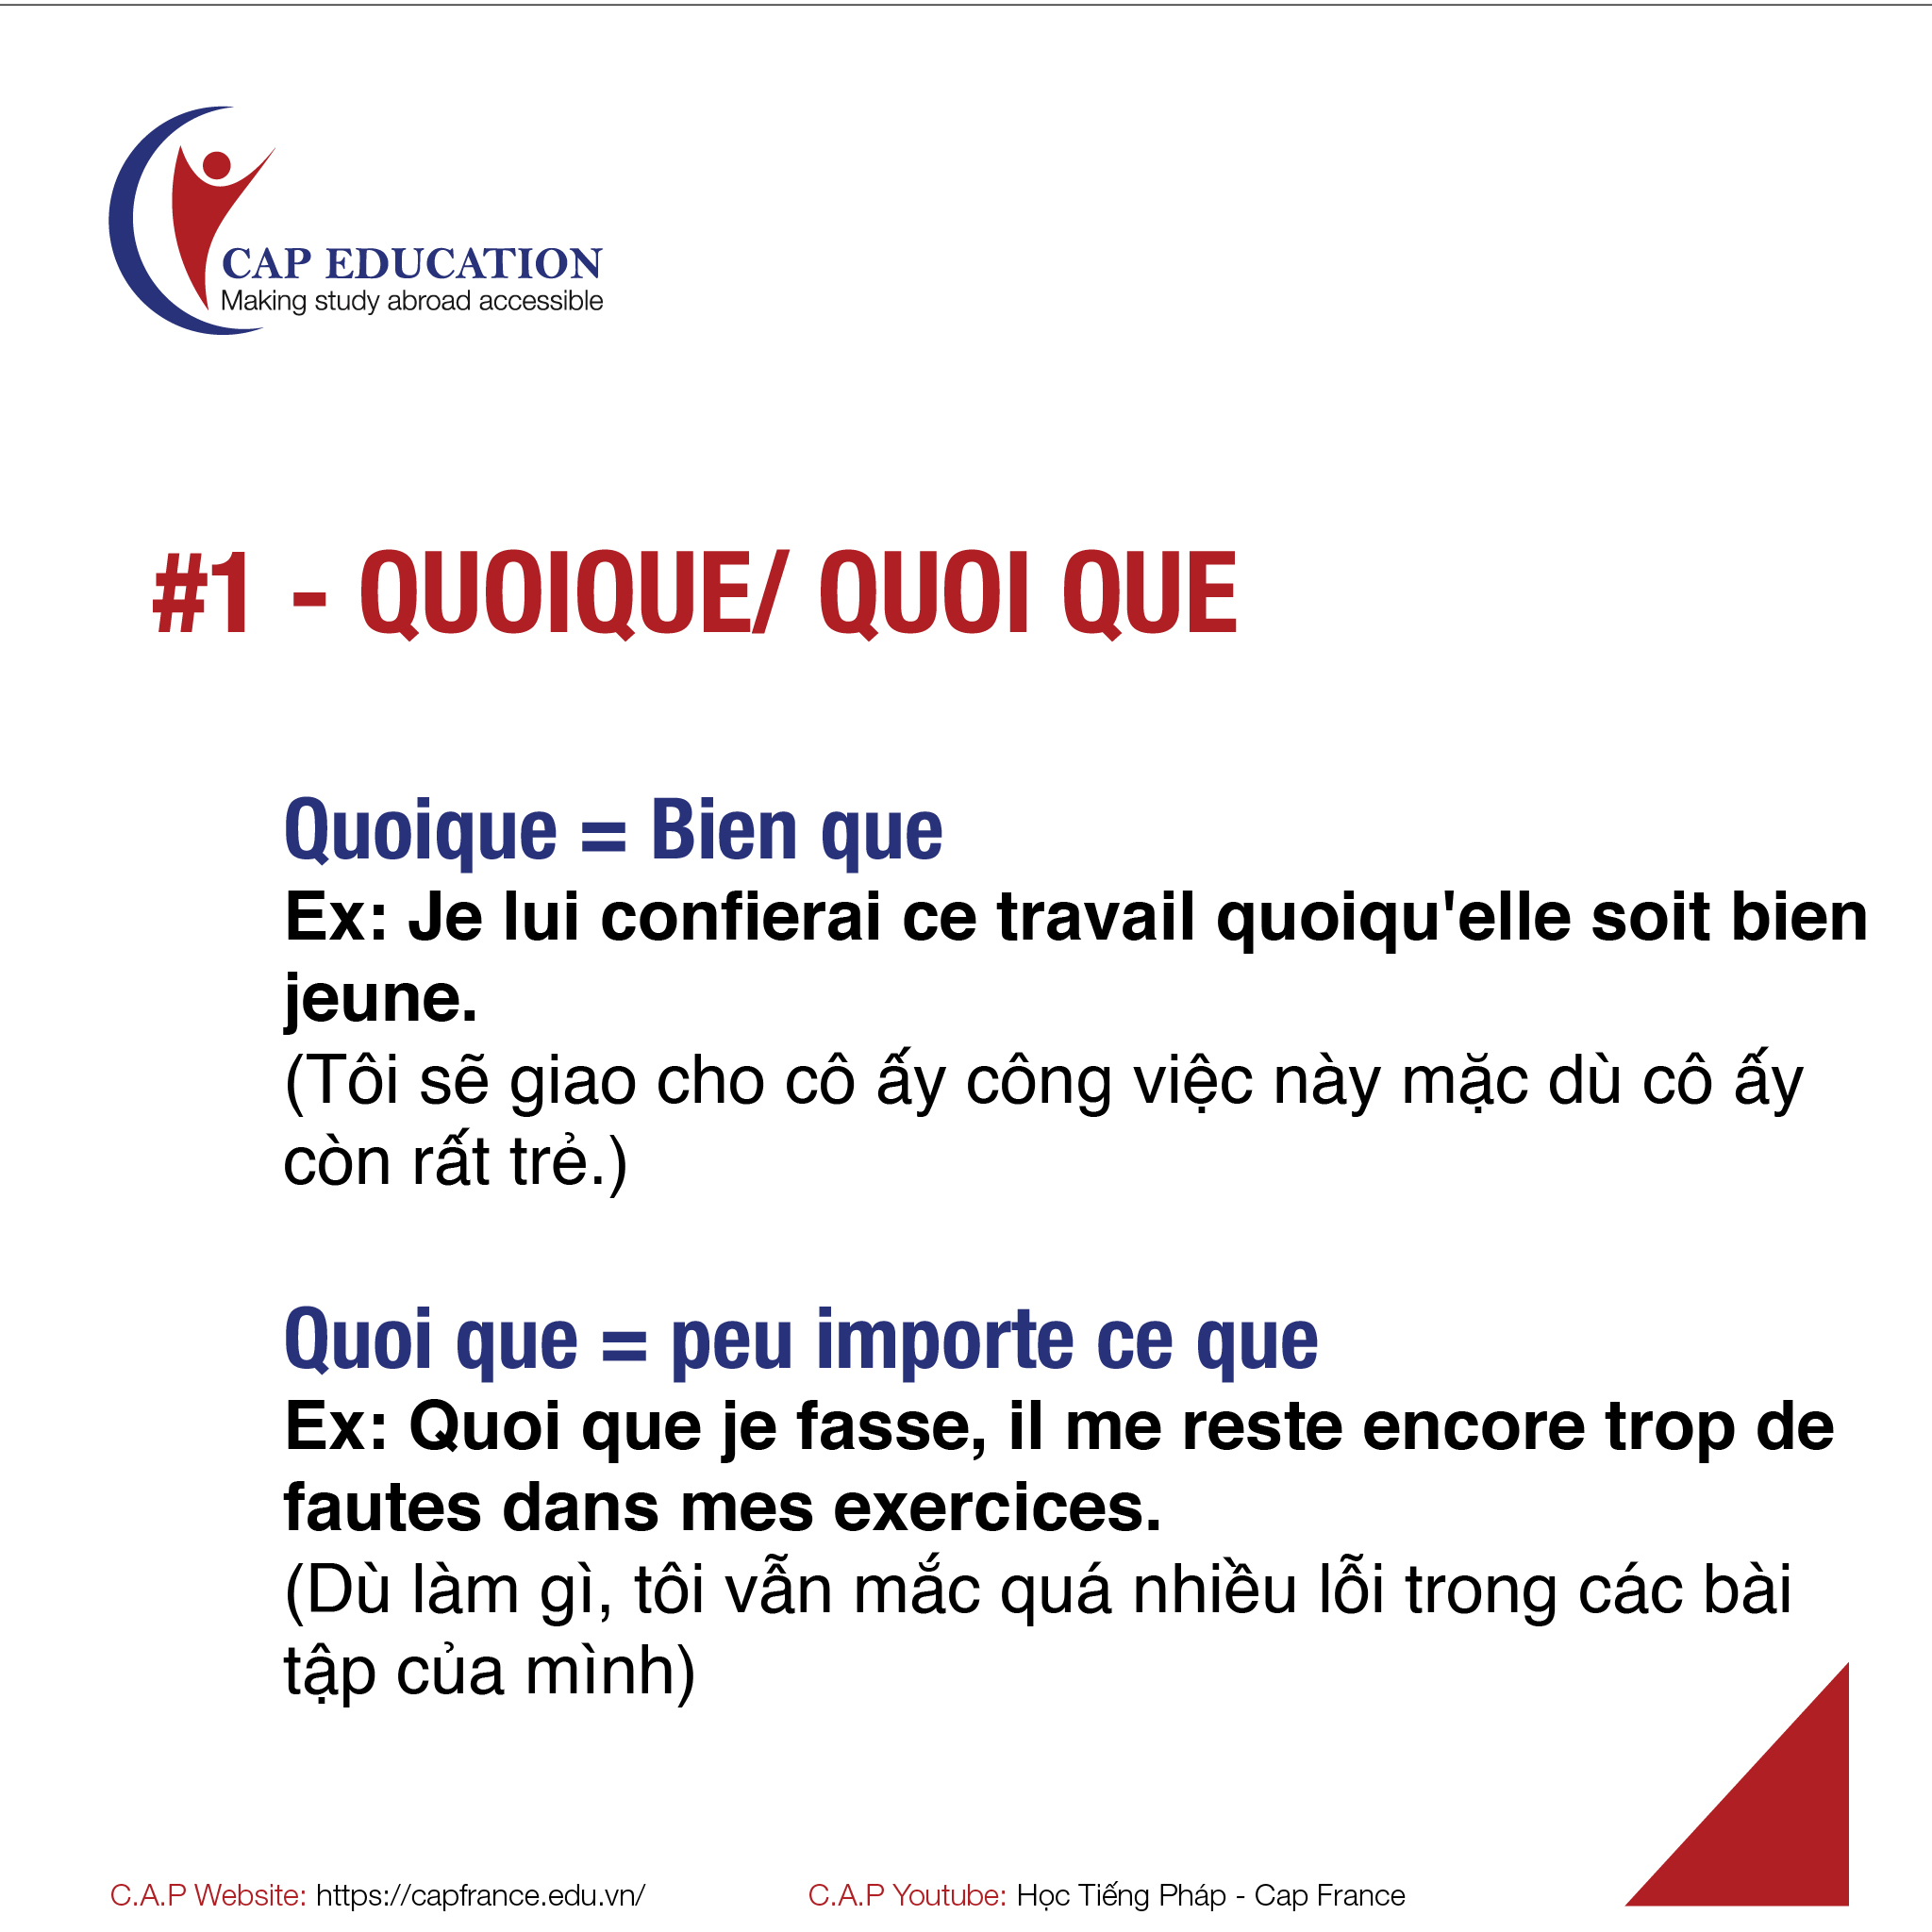 CAP EDUCATION
Making study abroad accessible
#1 - QUOIQUE/ QUOI QUE
Quoique = Bien que
Ex: Je lui confierai ce travail quoiqu'elle soit bien
jeune.
(Tôi sẽ giao cho cô ấy công việc này mặc dù cô ấy
còn rất trẻ.)
Quoi que = peu importe ce que
Ex: Quoi que je fasse, il me reste encore trop de
fautes dans mes exercices.
(Dù làm gì, tôi vẫn mắc quá nhiều lỗi trong các bài
tập của mình)
C.A.P Website: https://capfrance.edu.vn/
C.A.P Youtube: Học Tiếng Pháp - Cap France